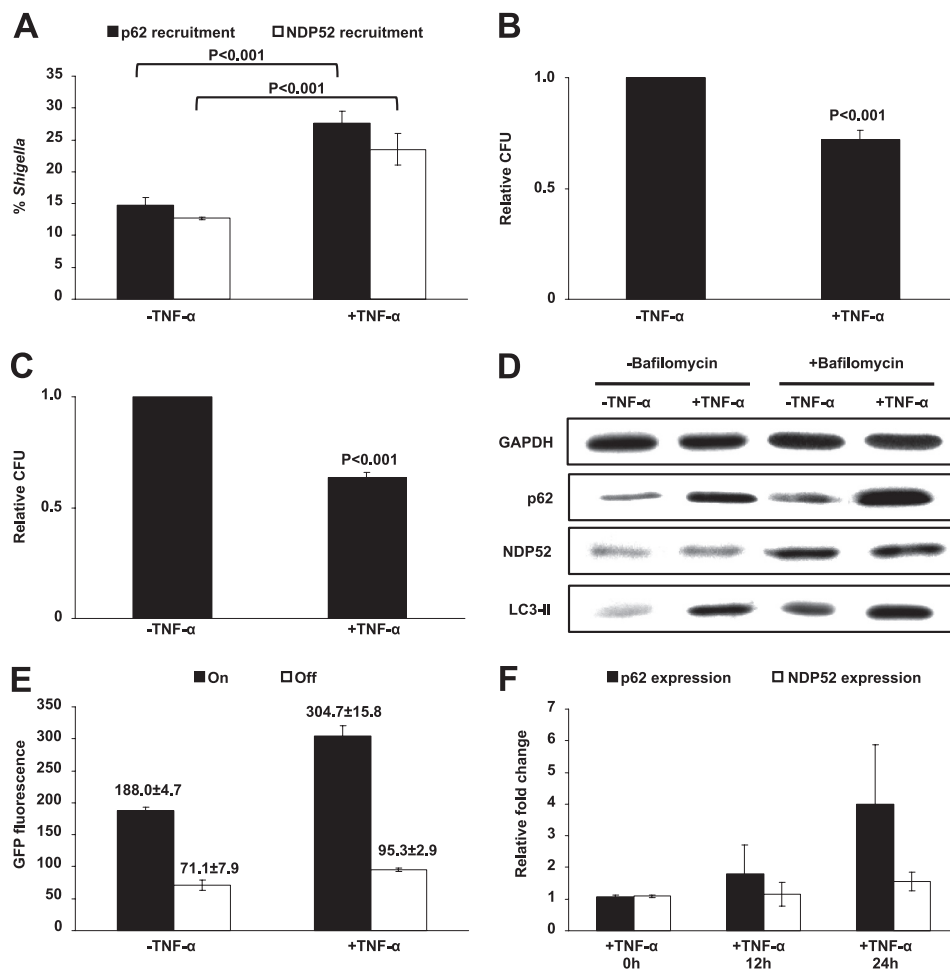 A
p62 recruitment NDP52 recruitment
P<0.001
P<0.001
35
30
25
20
15
10
5
0
% Shigella
-TNF-α +TNF-α
B
1.0
0.5
0
Relative CFU
P<0.001
-TNF-α +TNF-α
C
1.0
0.5
0
Relative CFU
P<0.001
-TNF-α +TNF-α
D
-Bafilomycin +Bafilomycin
-TNF-α +TNF-α -TNF-α +TNF-α
GAPDH
p62
NDP52
LC3-II
E
On Off
350
300
250
200
150
100
50
0
GFP fluorescence
188.0±4.7
71.1±7.9
304.7±15.8
95.3±2.9
-TNF-α +TNF-α
F
p62 expression NDP52 expression
7
6
5
4
3
2
1
0
Relative fold change
+TNF-α +TNF-α +TNF-α
0h 12h 24h